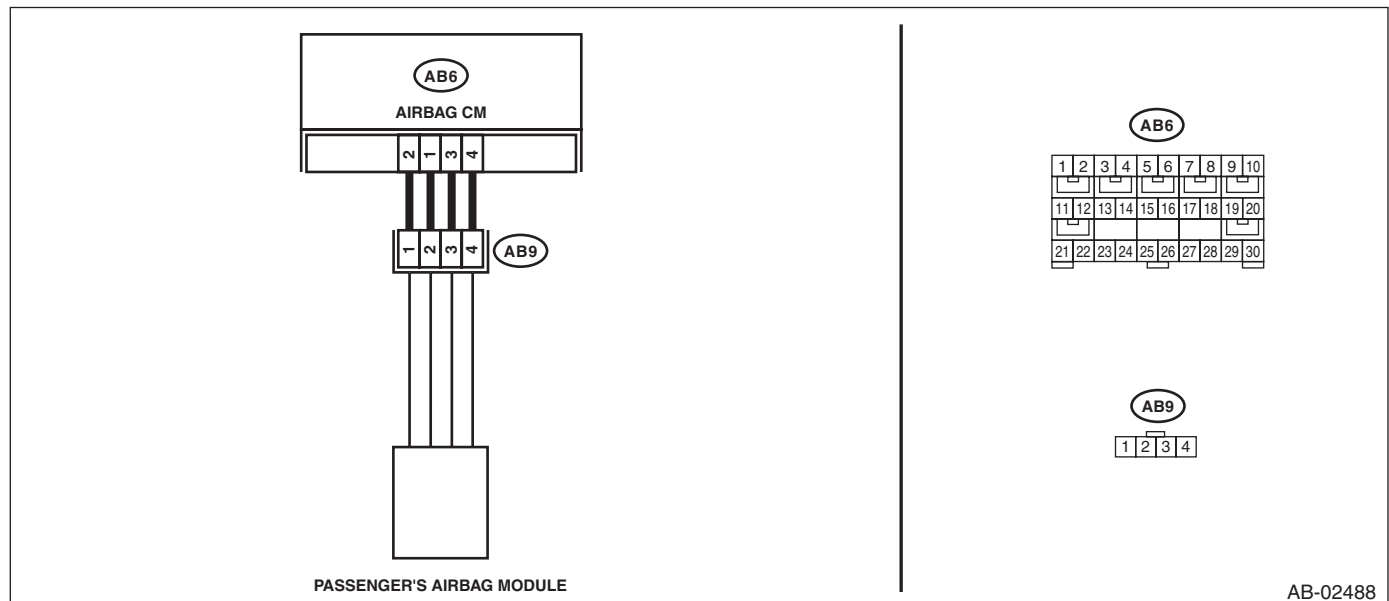 AB6
AIRBAG CM
2 1 3 4
1 2 3 4
AB9
PASSENGER'S AIRBAG MODULE
AB6
1 2 3 4 5 6 7 8 9 10
11 12 13 14 15 16 17 18 19 20
21 22 23 24 25 26 27 28 29 30
AB9
1 2 3 4
AB-02488